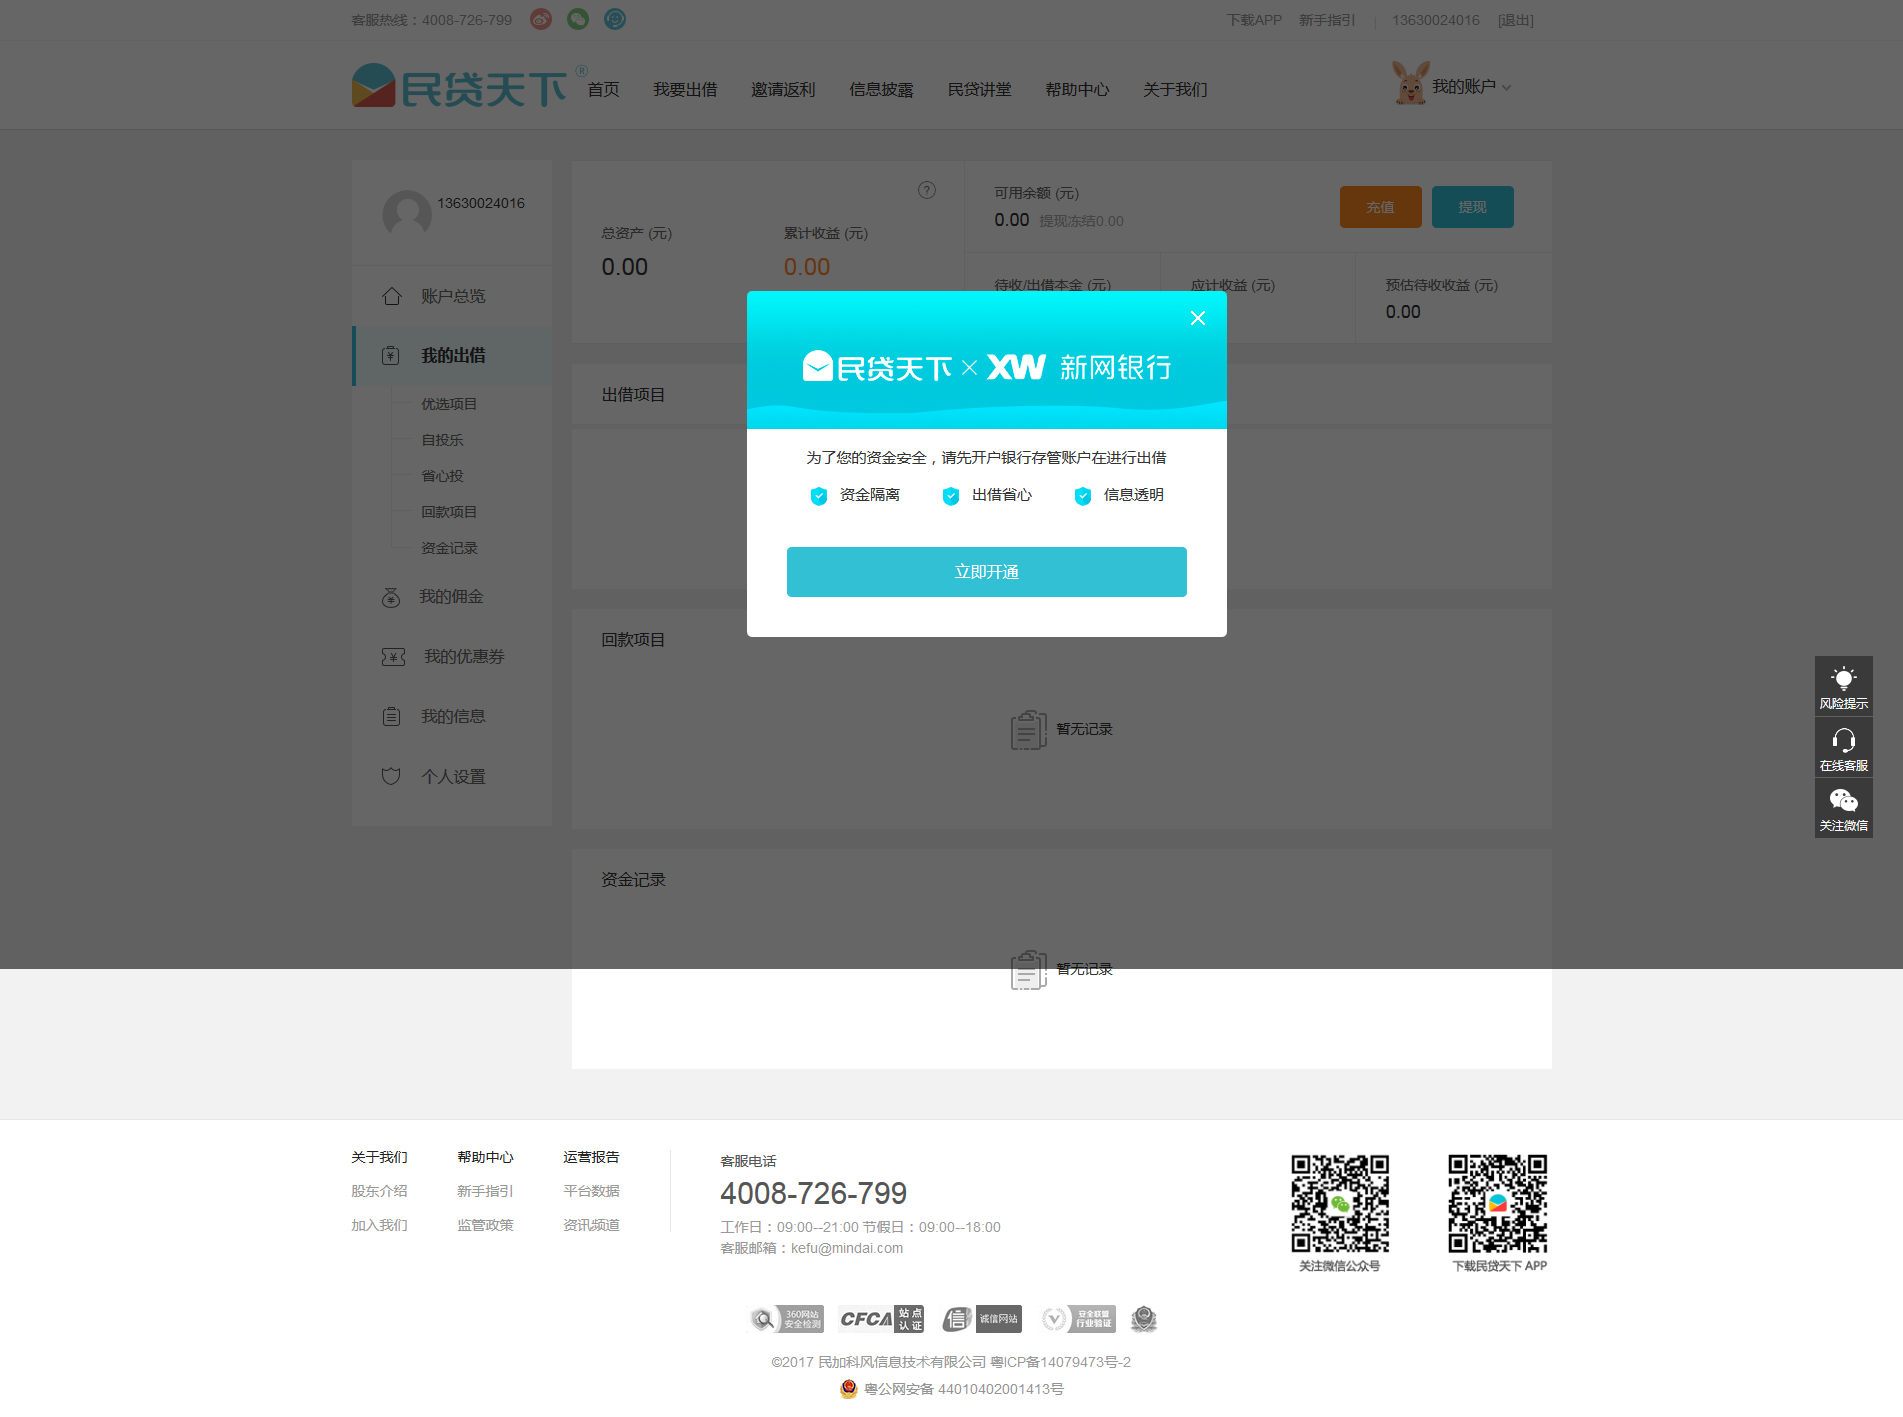 客服热线：4008-726-799
下载APP 新手指引 | 13630024016 [退出]
民贷天下®
首页 我要出借 邀请返利 信息披露 民贷讲堂 帮助中心 关于我们
我的账户
13630024016
账户总览
我的出借
优选项目
自投乐
省心投
回款项目
资金记录
我的佣金
我的优惠券
我的信息
个人设置
?
总资产 (元)
0.00
累计收益 (元)
0.00
可用余额 (元)
0.00 提现冻结0.00
充值 提现
待收/出借本金 (元)
应计收益 (元)
预估待收收益 (元)
0.00
出借项目
民贷天下 × XW 新网银行
为了您的资金安全，请先开户银行存管账户在进行出借
资金隔离 出借省心 信息透明
立即开通
回款项目
暂无记录
资金记录
暂无记录
风险提示
在线客服
关注微信
关于我们 帮助中心 运营报告
股东介绍 新手指引 平台数据
加入我们 监管政策 资讯频道
客服电话
4008-726-799
工作日：09:00--21:00 节假日：09:00--18:00
客服邮箱：kefu@mindai.com
关注微信公众号
下载民贷天下 APP
360网站
安全检测
CFCA 站点
认证
信 诚信网站
安全联盟
行业验证
©2017 民加科风信息技术有限公司 粤ICP备14079473号-2
粤公网安备 44010402001413号